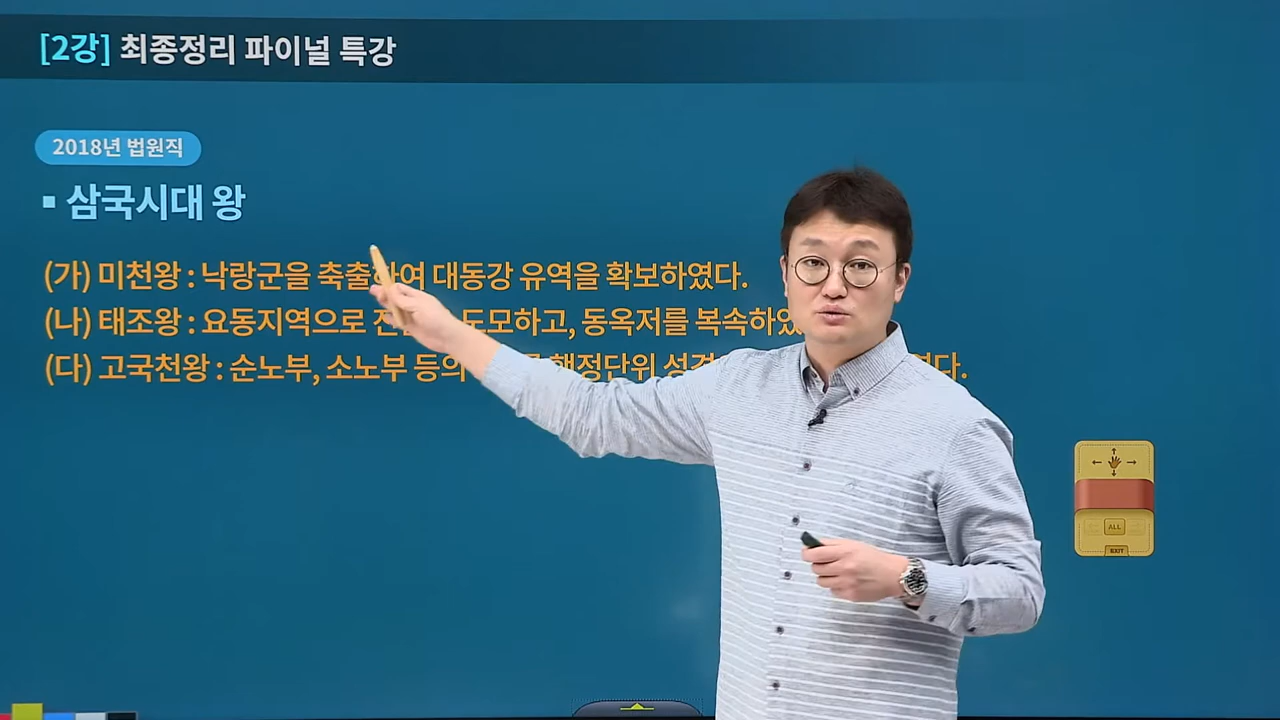 [2강] 최종정리 파이널 특강
2018년 법원직
▪ 삼국시대 왕
(가) 미천왕 : 낙랑군을 축출하여 대동강 유역을 확보하였다.
(나) 태조왕 : 요동지역으로 도모하고, 동옥저를 복속하였
(다) 고국천왕 : 순노부, 소노부 등의 행정단위
ALL
EXIT